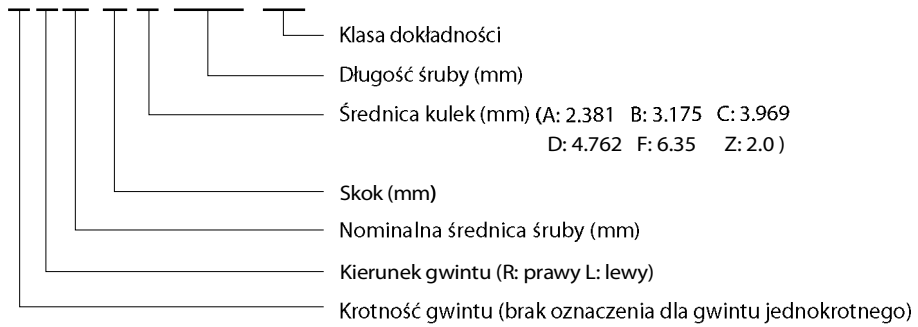 Klasa dokładności
Długość śruby (mm)
Średnica kulek (mm) (A: 2.381 B: 3.175 C: 3.969
D: 4.762 F: 6.35 Z: 2.0 )
Skok (mm)
Nominalna średnica śruby (mm)
Kierunek gwintu (R: prawy L: lewy)
Krotność gwintu (brak oznaczenia dla gwintu jednokrotnego)